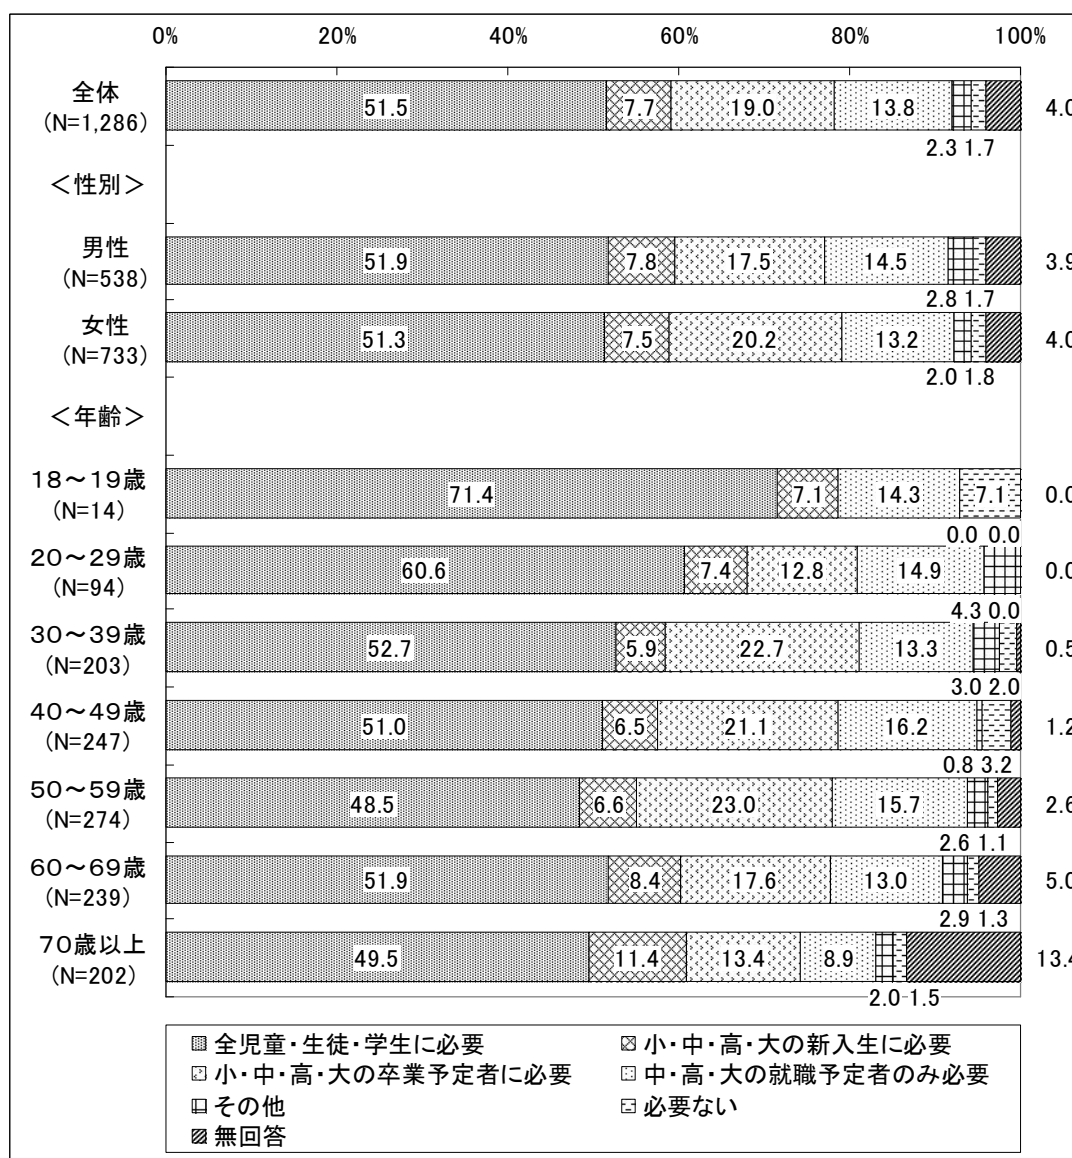 0% 20% 40% 60% 80% 100%
全体
(N=1,286)
51.5 7.7 19.0 13.8 4.0
2.3 1.7
＜性別＞
男性
(N=538)
51.9 7.8 17.5 14.5 3.9
2.8 1.7
女性
(N=733)
51.3 7.5 20.2 13.2 4.0
2.0 1.8
＜年齢＞
18～19歳
(N=14)
71.4 7.1 14.3 7.1 0.0
0.0 0.0
20～29歳
(N=94)
60.6 7.4 12.8 14.9 0.0
4.3 0.0
30～39歳
(N=203)
52.7 5.9 22.7 13.3 0.5
3.0 2.0
40～49歳
(N=247)
51.0 6.5 21.1 16.2 1.2
0.8 3.2
50～59歳
(N=274)
48.5 6.6 23.0 15.7 2.6
2.6 1.1
60～69歳
(N=239)
51.9 8.4 17.6 13.0 5.0
2.9 1.3
70歳以上
(N=202)
49.5 11.4 13.4 8.9 13.4
2.0 1.5
全児童・生徒・学生に必要 小・中・高・大の新入生に必要
小・中・高・大の卒業予定者に必要 中・高・大の就職予定者のみ必要
その他 必要ない
無回答